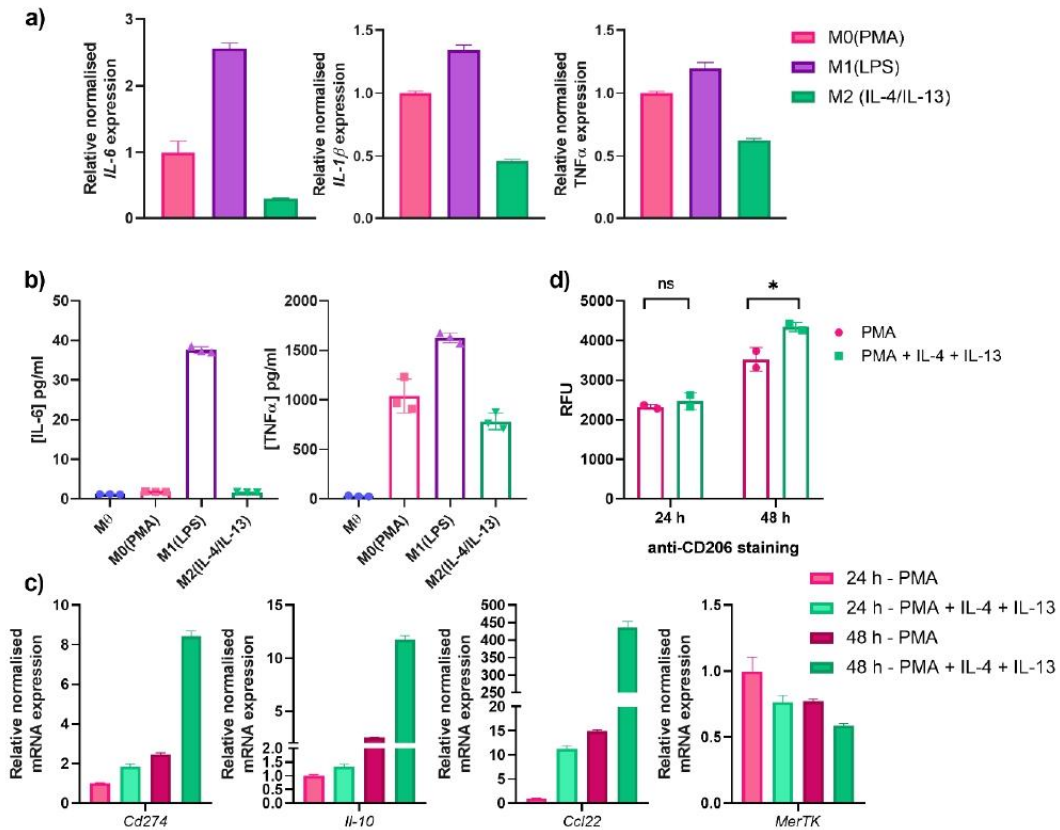 a)
Relative normalised
IL-6 expression
6
4
2
1
0
Relative normalised
IL-1β expression
1.5
1.0
0.5
0.0
Relative normalised
TNFα expression
1.5
1.0
0.5
0.0
M0(PMA)
M1(LPS)
M2 (IL-4/IL-13)
b)
[IL-6] pg/ml
50
40
30
20
10
0
Mθ
M0(PMA)
M1(LPS)
M2(IL-4/IL-13)
[TNFα] pg/ml
2000
1500
1000
500
0
Mθ
M0(PMA)
M1(LPS)
M2(IL-4/IL-13)
d)
RFU
5000
4000
3000
2000
1000
0
ns
*
24 h
48 h
anti-CD206 staining
PMA
PMA + IL-4 + IL-13
c)
Relative normalised
mRNA expression
10
8
6
4
2
0
Cd274
Relative normalised
mRNA expression
15
10
5
2.0
1.5
1.0
0.5
0.0
Il-10
Relative normalised
mRNA expression
500
450
400
350
300
250
20
15
10
5
0
Ccl22
Relative normalised
mRNA expression
1.5
1.0
0.5
0.0
MerTK
24 h - PMA
24 h - PMA + IL-4 + IL-13
48 h - PMA
48 h - PMA + IL-4 + IL-13